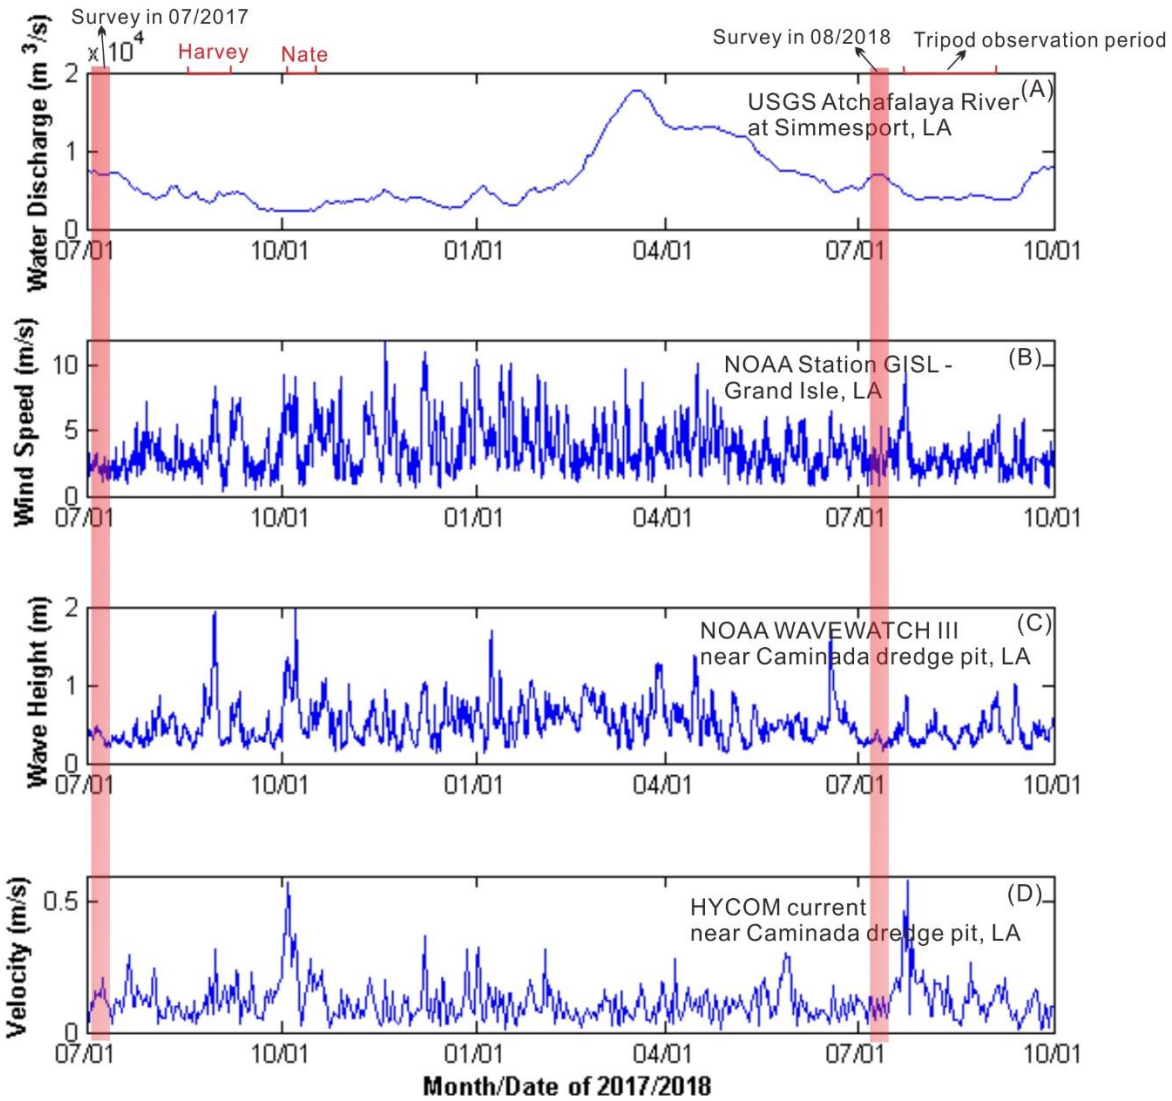 Survey in 07/2017
x 10^4
Harvey
Nate
Survey in 08/2018
Tripod observation period
Water Discharge (m^3/s)
2
1
0
(A)
USGS Atchafalaya River
at Simmesport, LA
07/01 10/01 01/01 04/01 07/01 10/01
Wind Speed (m/s)
10
5
0
(B)
NOAA Station GISL -
Grand Isle, LA
07/01 10/01 01/01 04/01 07/01 10/01
Wave Height (m)
2
1
0
(C)
NOAA WAVEWATCH III
near Caminada dredge pit, LA
07/01 10/01 01/01 04/01 07/01 10/01
Velocity (m/s)
0.5
0
(D)
HYCOM current
near Caminada dredge pit, LA
07/01 10/01 01/01 04/01 07/01 10/01
Month/Date of 2017/2018